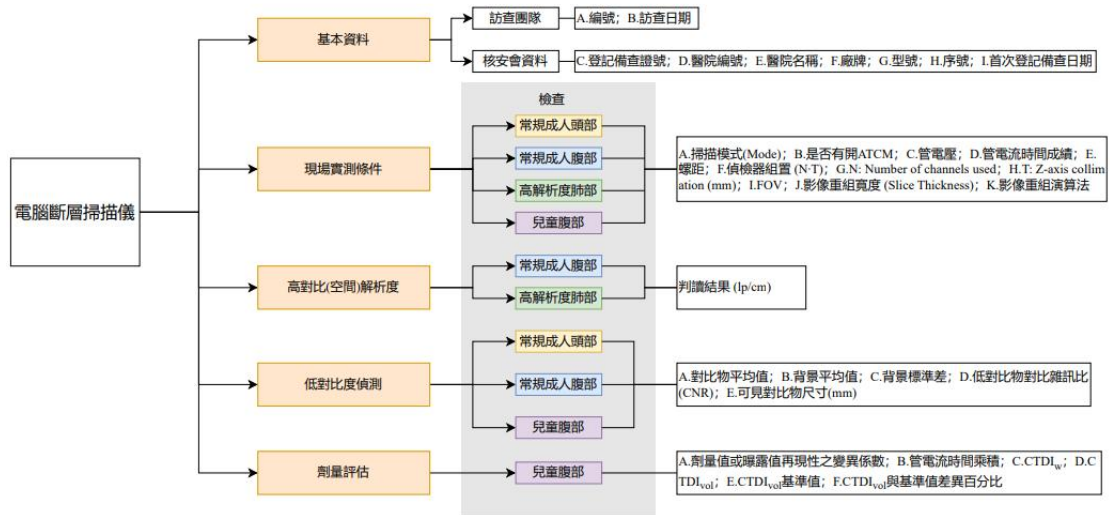 電腦斷層掃描儀
基本資料
訪查團隊
A.編號；B.訪查日期
核安會資料
C.登記備查證號；D.醫院編號；E.醫院名稱；F.廠牌；G.型號；H.序號；I.首次登記備查日期
檢查
現場實測條件
常規成人頭部
常規成人腹部
高解析度肺部
兒童腹部
A.掃描模式(Mode)；B.是否有開ATCM；C.管電壓；D.管電流時間成績；E.
螺距；F.偵檢器組置 (N·T)；G.N: Number of channels used；H.T: Z-axis collim
ation (mm)；I.FOV；J.影像重組寬度 (Slice Thickness)；K.影像重組演算法
高對比(空間)解析度
常規成人腹部
高解析度肺部
判讀結果 (lp/cm)
低對比度偵測
常規成人頭部
常規成人腹部
兒童腹部
A.對比物平均值；B.背景平均值；C.背景標準差；D.低對比物對比雜訊比
(CNR)；E.可見對比物尺寸(mm)
劑量評估
兒童腹部
A.劑量值或曝露值再現性之變異係數；B.管電流時間乘積；C.CTDIw；D.C
TDIvol；E.CTDIvol基準值；F.CTDIvol與基準值差異百分比